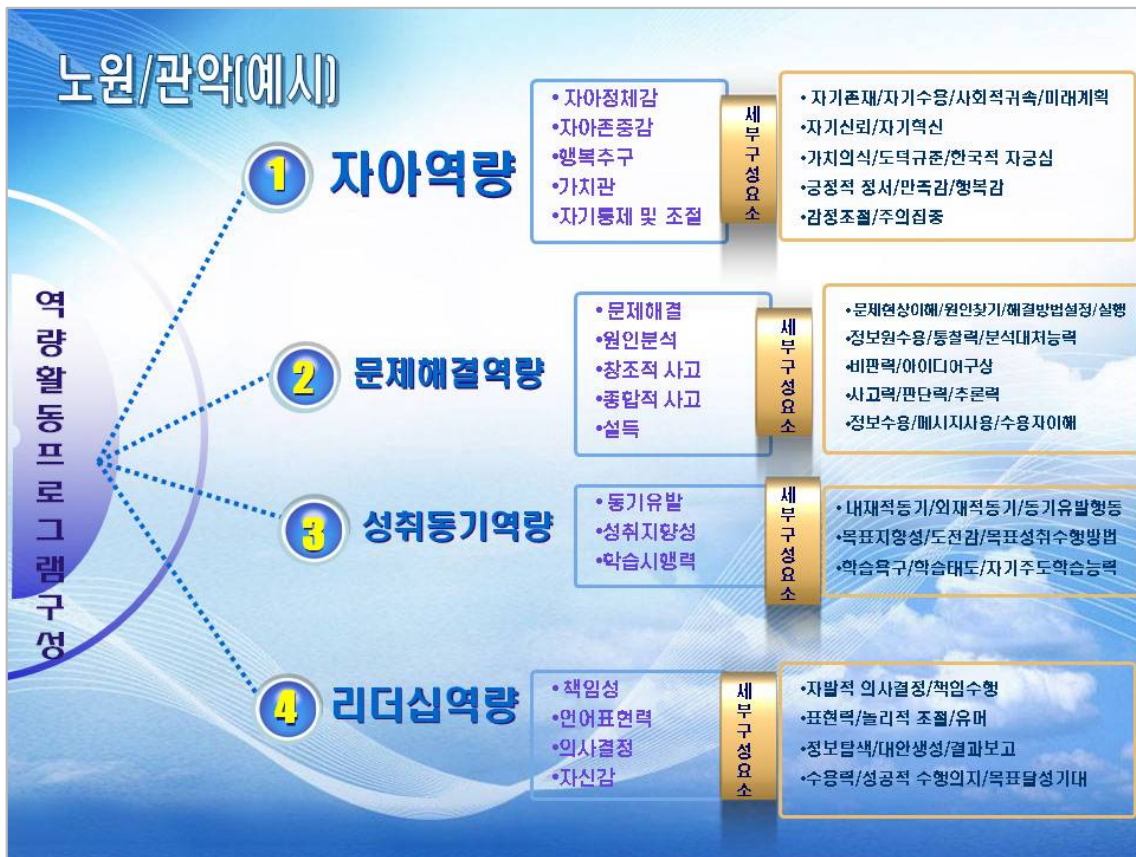 노원/관악(예시)
역량활동프로그램구성
1 자아역량
• 자아정체감
•자아존중감
•행복추구
•가치관
•자기통제 및 조절
세부구성요소
• 자기존재/자기수용/사회적귀속/미래계획
•자기신뢰/자기혁신
•가치의식/도덕규준/한국적 자긍심
•긍정적 정서/만족감/행복감
•감정조절/주의집중
2 문제해결역량
• 문제해결
•원인분석
•창조적 사고
•종합적 사고
•설득
세부구성요소
•문제현상이해/원인찾기/해결방법설정/실행
•정보원수용/통찰력/분석대처능력
•비판력/아이디어구상
•사고력/판단력/추론력
•정보수용/메시지사용/수용자이해
3 성취동기역량
• 동기유발
•성취지향성
•학습시행력
세부구성요소
• 내재적동기/외재적동기/동기유발행동
•목표지향성/도전감/목표성취수행방법
•학습욕구/학습태도/자기주도학습능력
4 리더십역량
•책임성
•언어표현력
•의사결정
•자신감
세부구성요소
•자발적 의사결정/책임수행
•표현력/논리적 조절/유머
•정보탐색/대안생성/결과보고
•수용력/성공적 수행의지/목표달성기대